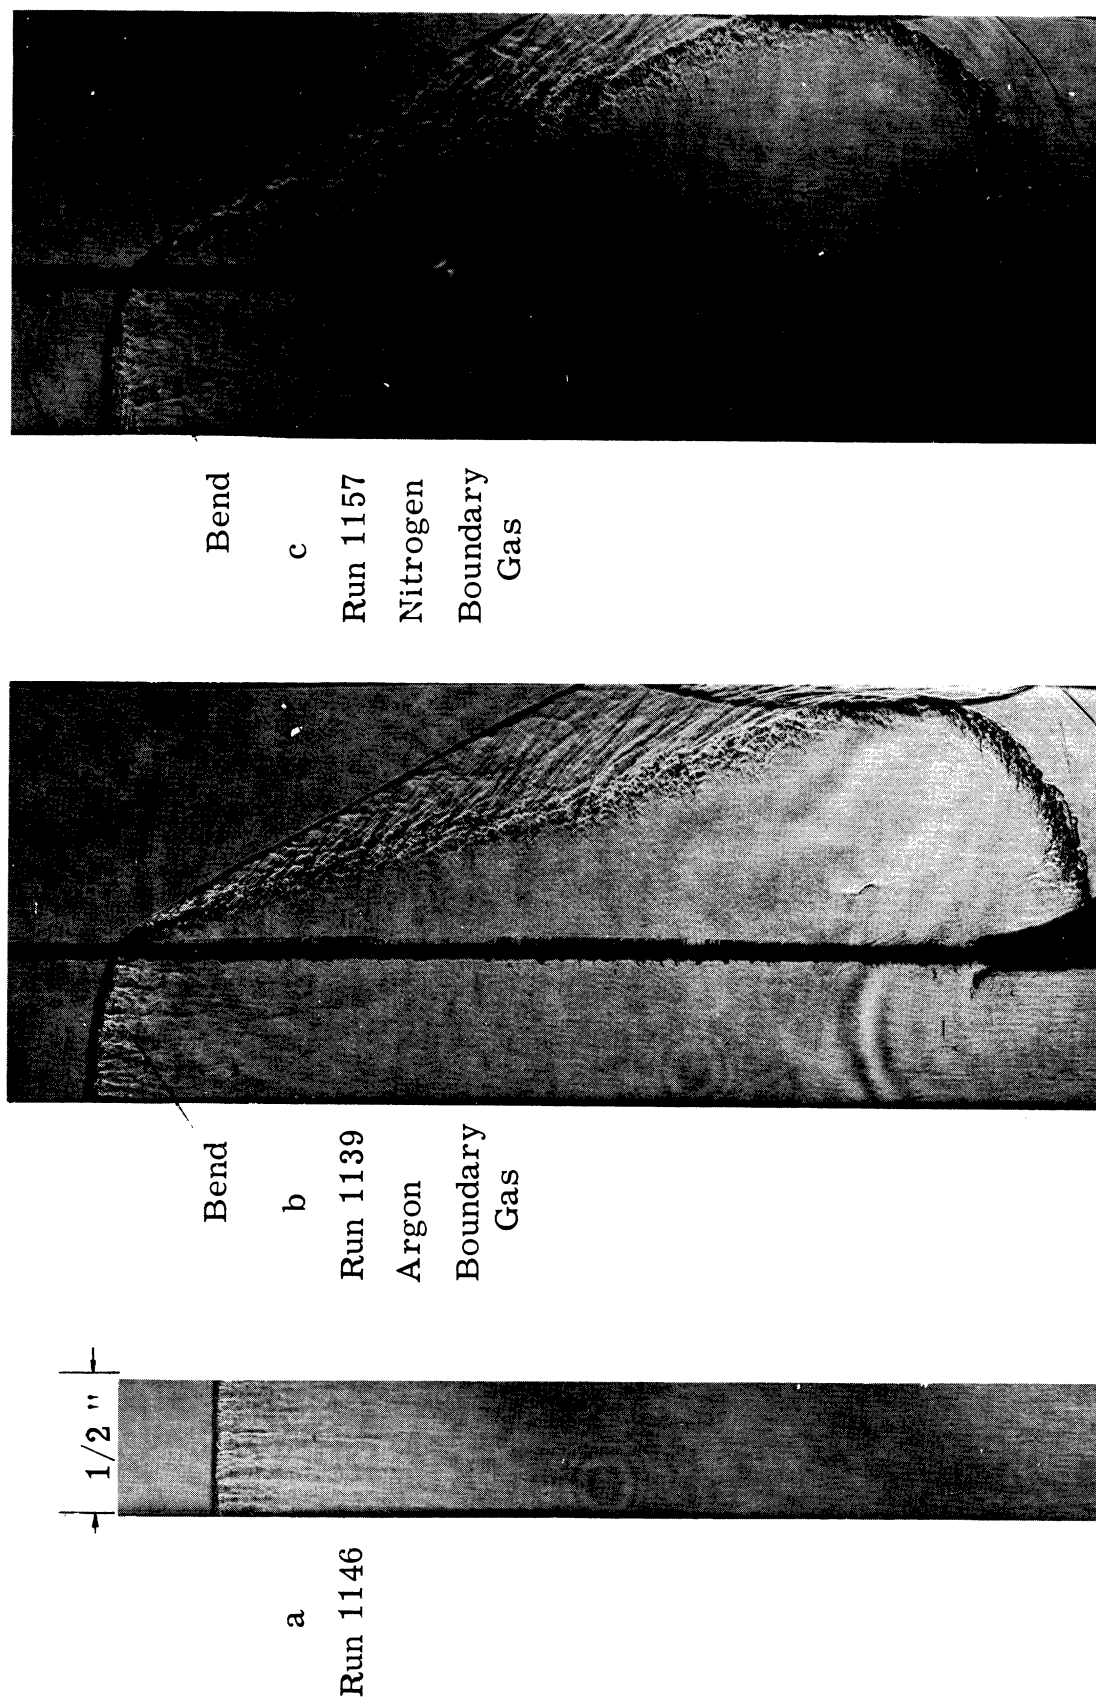 1/2 "
a
Run 1146
Bend
b
Run 1139
Argon
Boundary
Gas
Bend
c
Run 1157
Nitrogen
Boundary
Gas